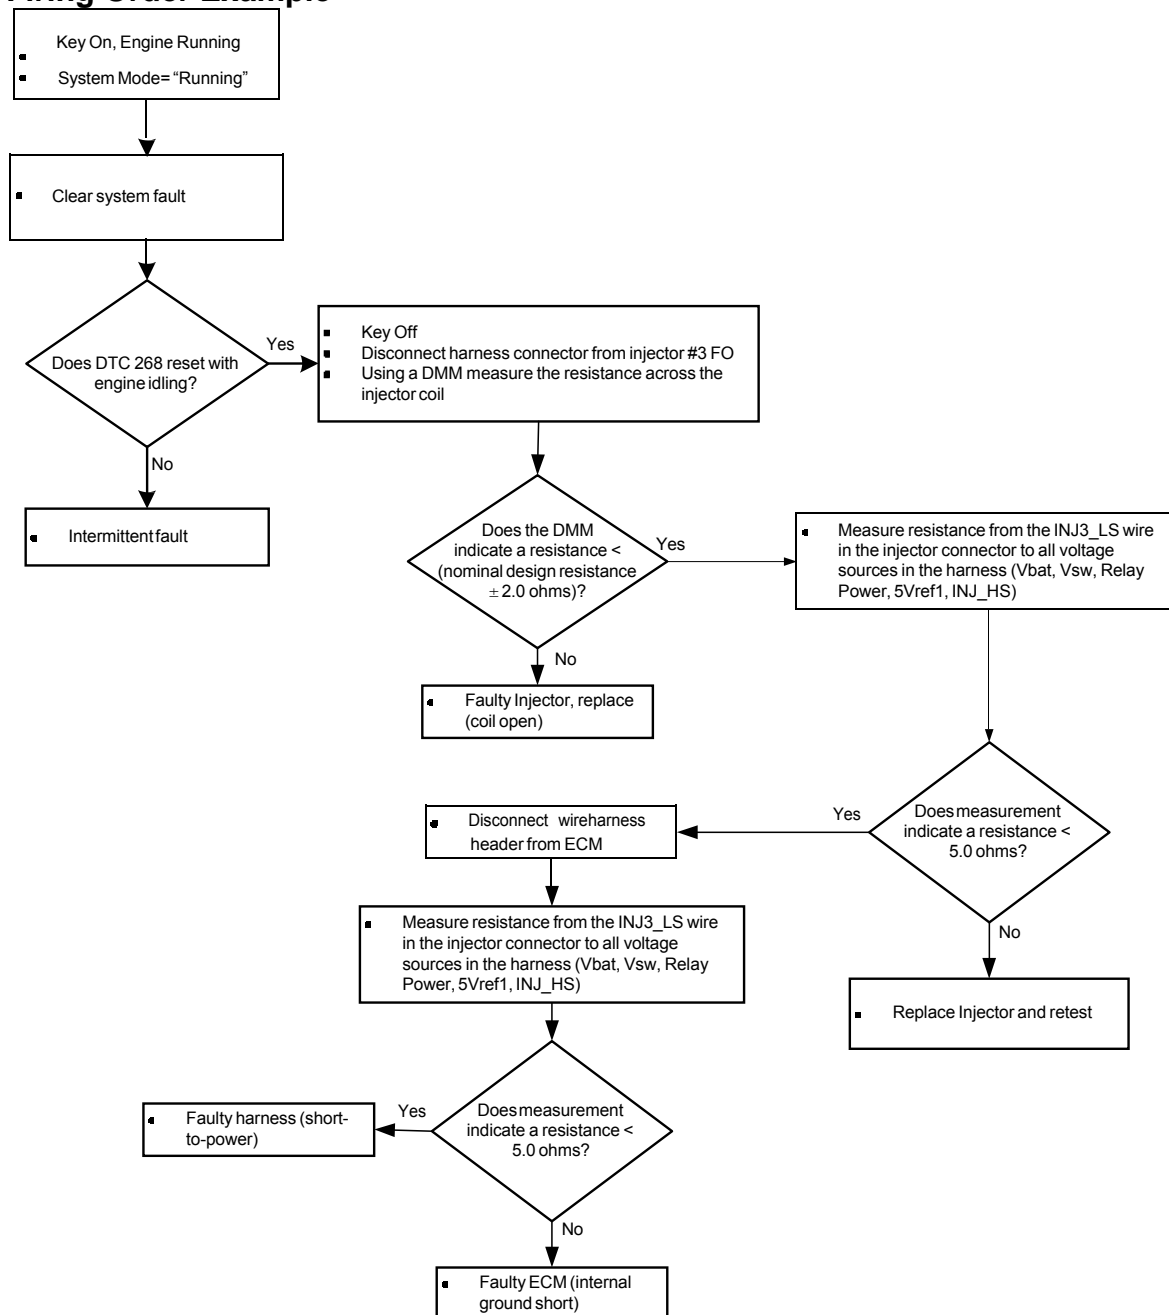 Firing Order Example
Key On, Engine Running
System Mode= “Running”
Clear system fault
Does DTC 268 reset with
engine idling?
Yes
No
Intermittent fault
Key Off
Disconnect harness connector from injector #3 FO
Using a DMM measure the resistance across the
injector coil
Does the DMM
indicate a resistance <
(nominal design resistance
± 2.0 ohms)?
Yes
No
Faulty Injector, replace
(coil open)
Measure resistance from the INJ3_LS wire
in the injector connector to all voltage
sources in the harness (Vbat, Vsw, Relay
Power, 5Vref1, INJ_HS)
Does measurement
indicate a resistance <
5.0 ohms?
Yes
No
Replace Injector and retest
Disconnect wireharness
header from ECM
Measure resistance from the INJ3_LS wire
in the injector connector to all voltage
sources in the harness (Vbat, Vsw, Relay
Power, 5Vref1, INJ_HS)
Does measurement
indicate a resistance <
5.0 ohms?
Yes
Faulty harness (short-
to-power)
No
Faulty ECM (internal
ground short)